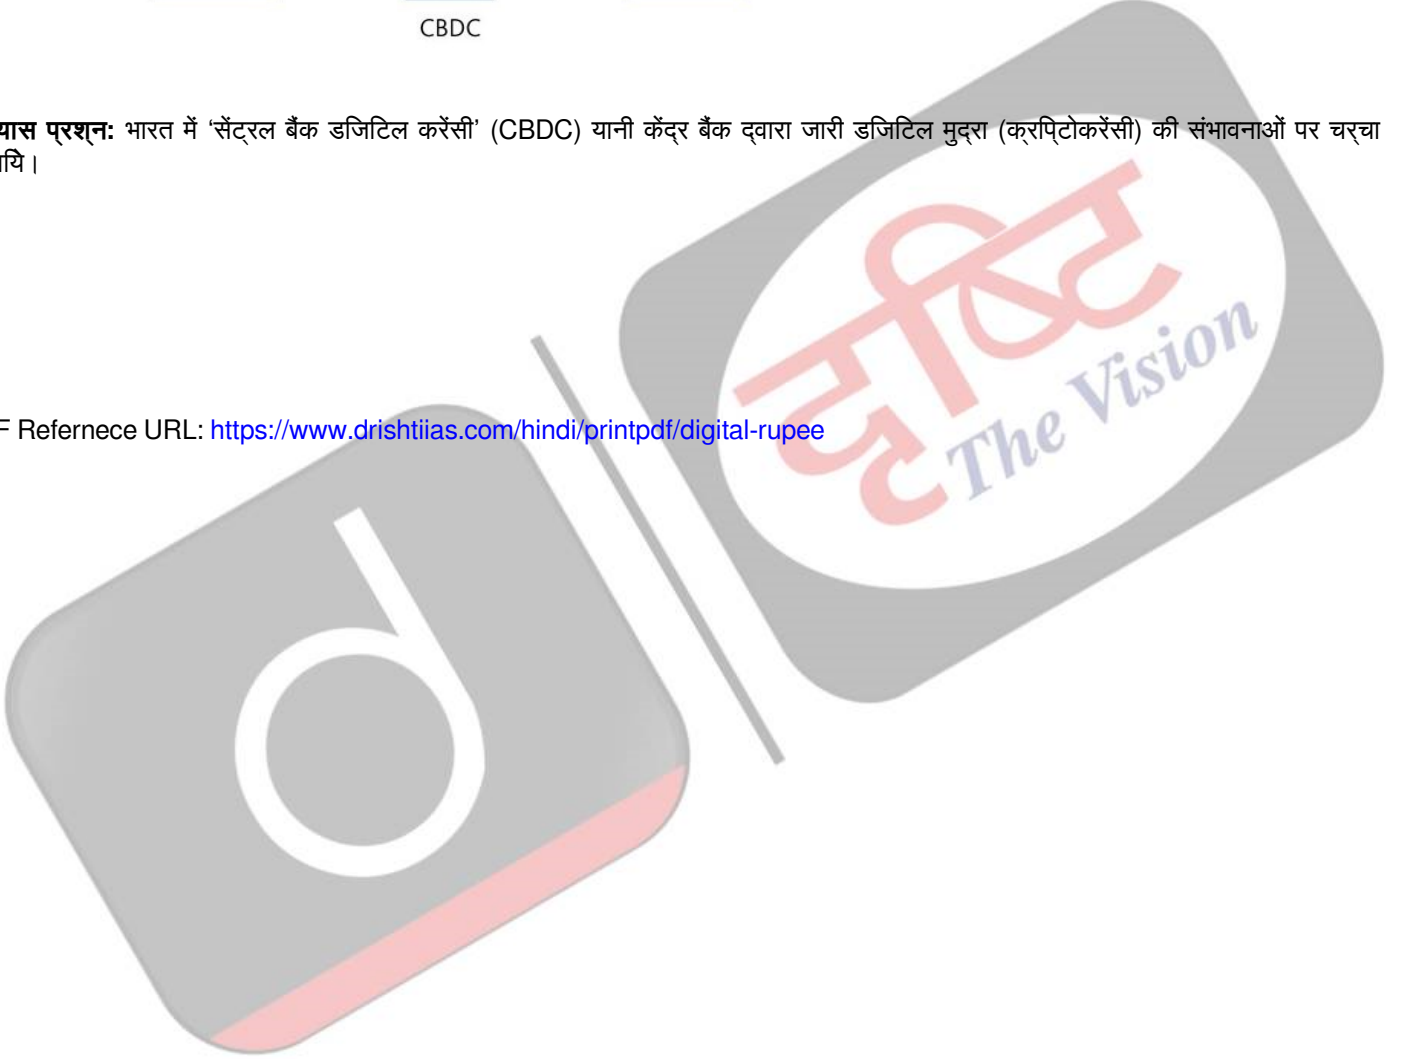 CBDC
यास प्रश्न: भारत में ‘सेंट्रल बैंक डिजिटिल करेंसी’ (CBDC) यानी केंद्र बैंक द्वारा जारी डिजिटिल मुद्रा (क्रिप्टोकरेंसी) की संभावनाओं पर चर्चा
यिे।
दृष्टि
The Vision
F Refernece URL: https://www.drishtiias.com/hindi/printpdf/digital-rupee
d